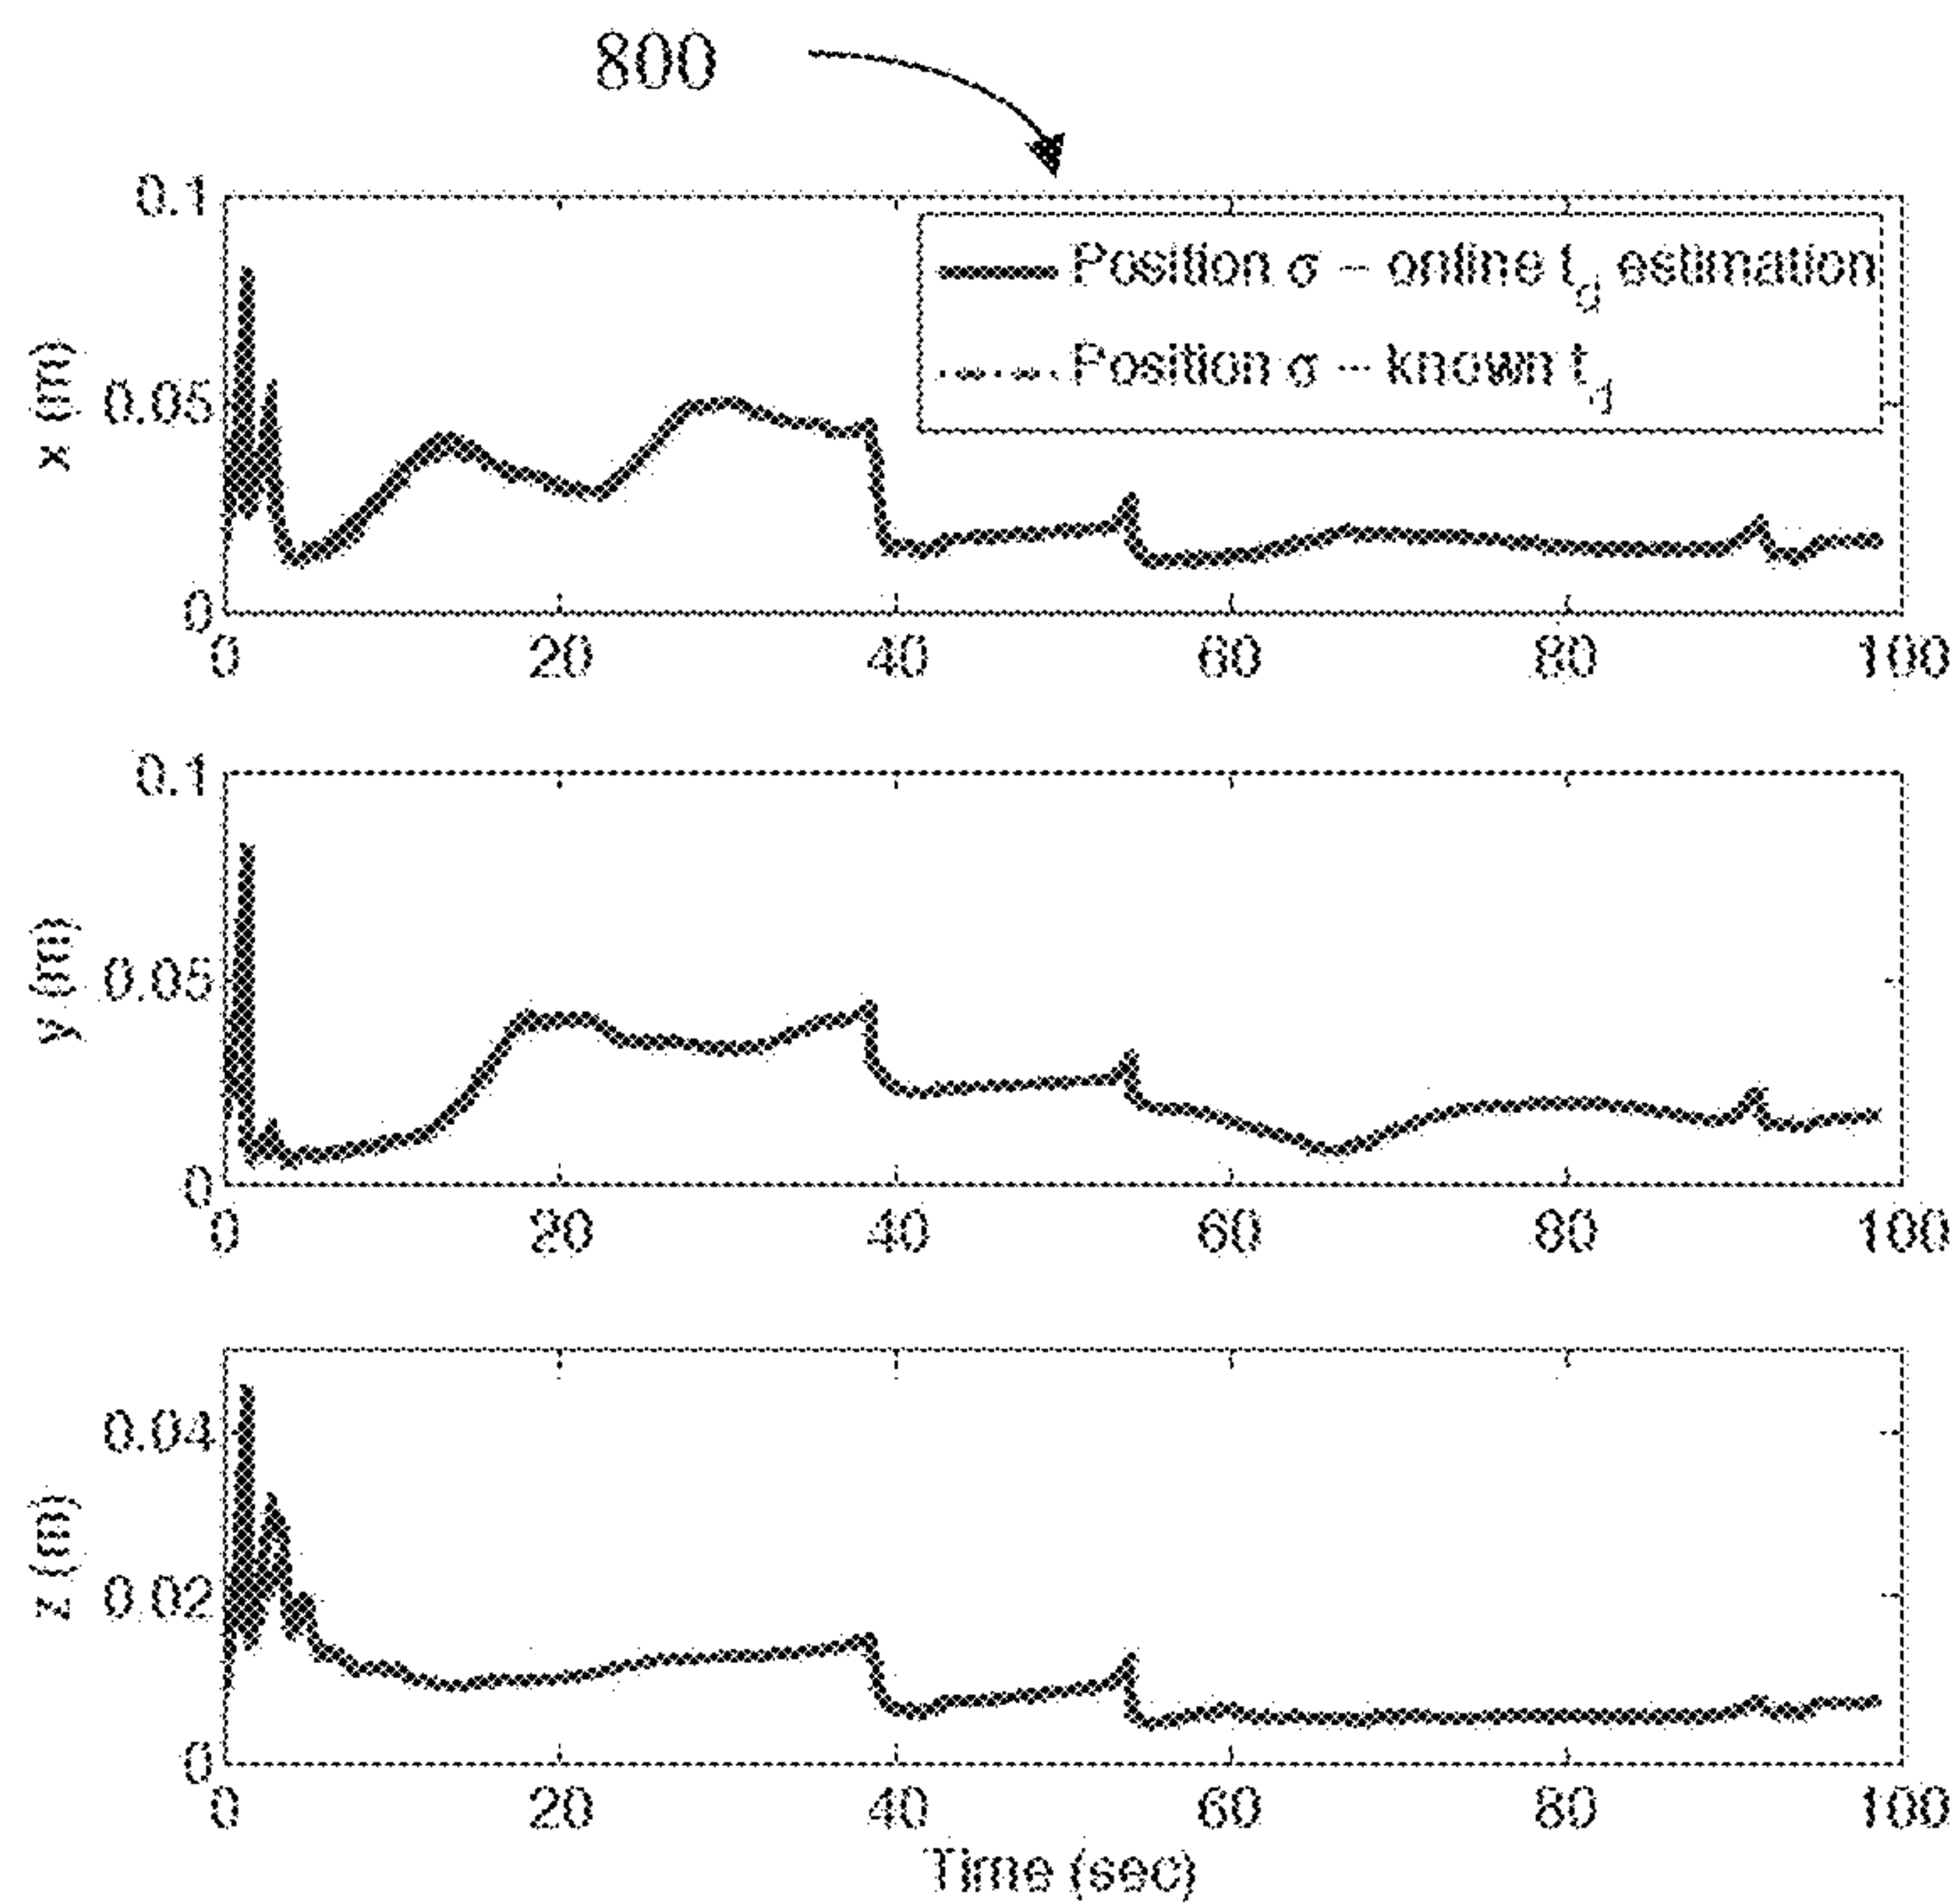 800
0.1
Position σ – online t_d estimation
Position σ – known t_d
x (m)
0.05
0
0 20 40 60 80 100
0.1
y (m)
0.05
0
0 20 40 60 80 100
0.04
z (m)
0.02
0
0 20 40 60 80 100
Time (sec)